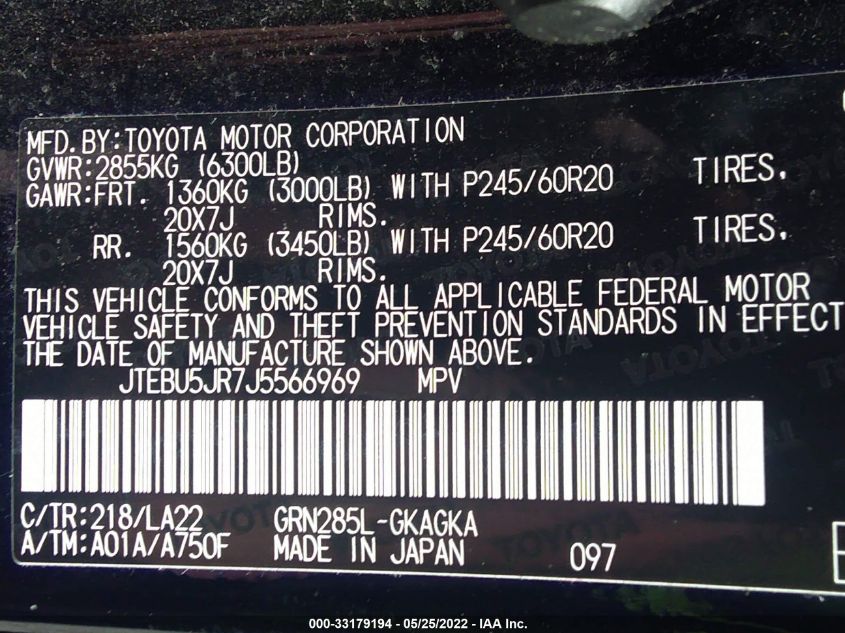 MFD.BY:TOYOTA MOTOR CORPORATION
GVWR:2855KG (6300LB)
GAWR:FRT. 1360KG (3000LB) WITH P245/60R20 TIRES.
20X7J RIMS.
RR. 1560KG (3450LB) WITH P245/60R20 TIRES.
20X7J RIMS.
THIS VEHICLE CONFORMS TO ALL APPLICABLE FEDERAL MOTOR
VEHICLE SAFETY AND THEFT PREVENTION STANDARDS IN EFFECT
THE DATE OF MANUFACTURE SHOWN ABOVE.
JTEBU5JR7J5566969 MPV
C/TR:218/LA22 GRN285L-GKAGKA
A/TM:A01A/A750F MADE IN JAPAN 097
000-33179194 - 05/25/2022 - IAA Inc.